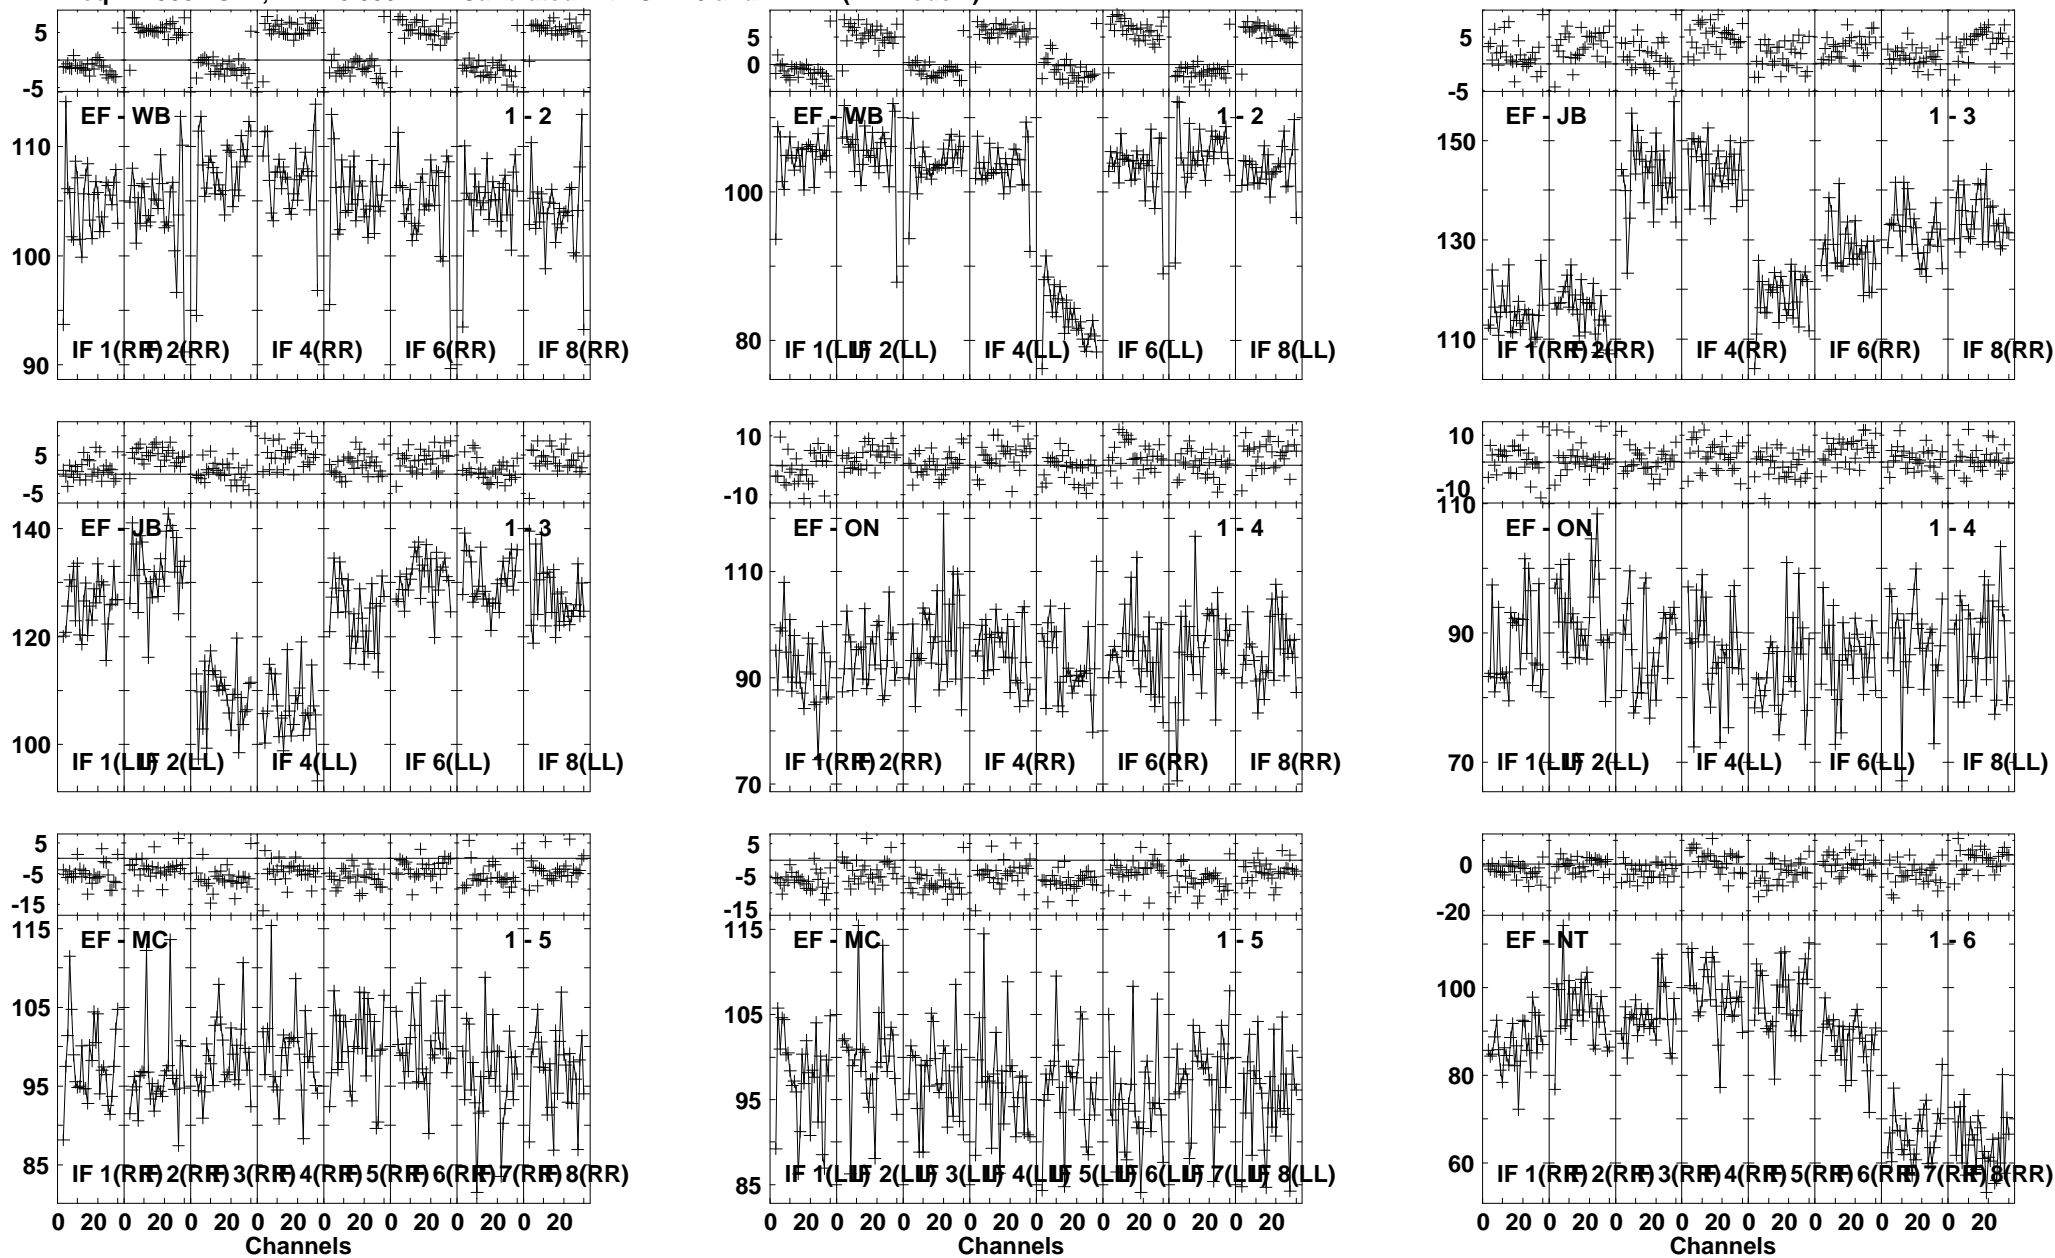 5
-5
EF - WB 1 - 2
110
100
90
IF 1(RR) IF 2(RR) IF 4(RR) IF 6(RR) IF 8(RR)
5
0
EF - WB 1 - 2
100
80
IF 1(LL) IF 2(LL) IF 4(LL) IF 6(LL) IF 8(LL)
5
-5
EF - JB 1 - 3
150
130
110
IF 1(RR) IF 2(RR) IF 4(RR) IF 6(RR) IF 8(RR)
5
-5
EF - JB 1 - 3
140
120
100
IF 1(LL) IF 2(LL) IF 4(LL) IF 6(LL) IF 8(LL)
10
-10
EF - ON 1 - 4
110
90
70
IF 1(RR) IF 2(RR) IF 4(RR) IF 6(RR) IF 8(RR)
10
-10
110
EF - ON 1 - 4
90
70
IF 1(LL) IF 2(LL) IF 4(LL) IF 6(LL) IF 8(LL)
5
-5
-15
115
EF - MC 1 - 5
105
95
85
IF 1(RR) IF 2(RR) IF 3(RR) IF 4(RR) IF 5(RR) IF 6(RR) IF 7(RR) IF 8(RR)
0 20 0 20 0 20 0 20 0 20 0 20 0 20 0 20
Channels
5
-5
-15
115
EF - MC 1 - 5
105
95
85
IF 1(LL) IF 2(LL) IF 3(LL) IF 4(LL) IF 5(LL) IF 6(LL) IF 7(LL) IF 8(LL)
0 20 0 20 0 20 0 20 0 20 0 20 0 20 0 20
Channels
0
-20
EF - NT 1 - 6
100
80
60
IF 1(RR) IF 2(RR) IF 3(RR) IF 4(RR) IF 5(RR) IF 6(RR) IF 7(RR) IF 8(RR)
0 20 0 20 0 20 0 20 0 20 0 20 0 20 0 20
Channels